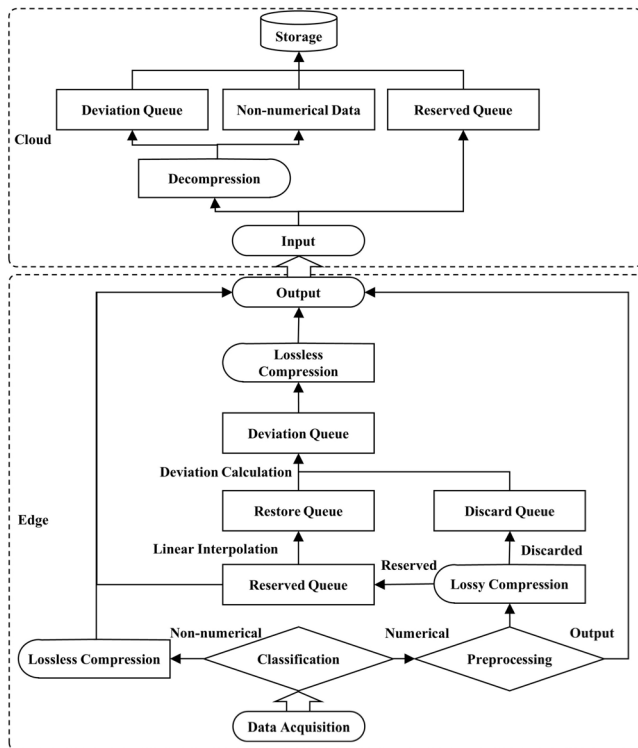 Storage
Deviation Queue
Non-numerical Data
Reserved Queue
Cloud
Decompression
Input
Output
Lossless
Compression
Deviation Queue
Deviation Calculation
Restore Queue
Discard Queue
Edge
Linear Interpolation
Discarded
Reserved
Reserved Queue
Lossy Compression
Non-numerical
Numerical
Output
Lossless Compression
Classification
Preprocessing
Data Acquisition